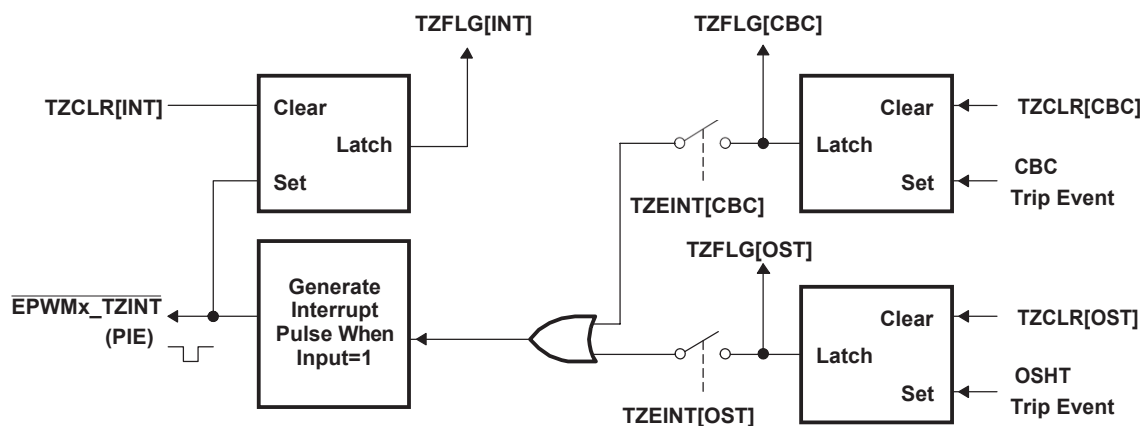 TZFLG[INT]
TZFLG[CBC]
TZCLR[INT]
Clear
Latch
Set
Clear
Latch
Set
TZCLR[CBC]
CBC
Trip Event
TZEINT[CBC]
TZFLG[OST]
EPWMx_TZINT
(PIE)
Generate
Interrupt
Pulse When
Input=1
Clear
Latch
Set
TZCLR[OST]
OSHT
Trip Event
TZEINT[OST]